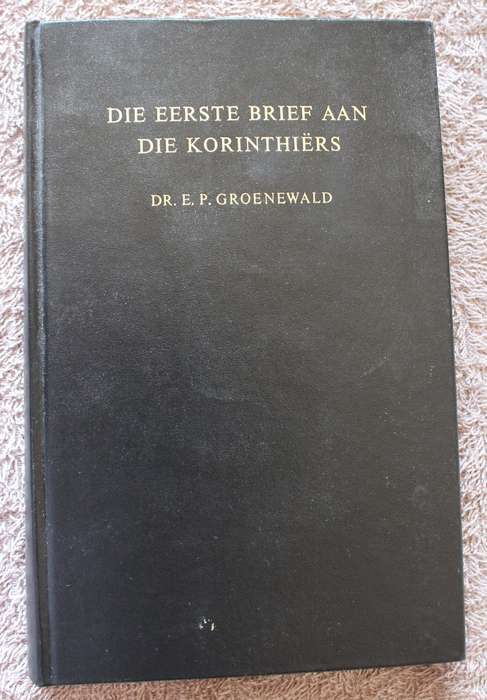 DIE EERSTE BRIEF AAN
DIE KORINTHIËRS
DR. E. P. GROENEWALD